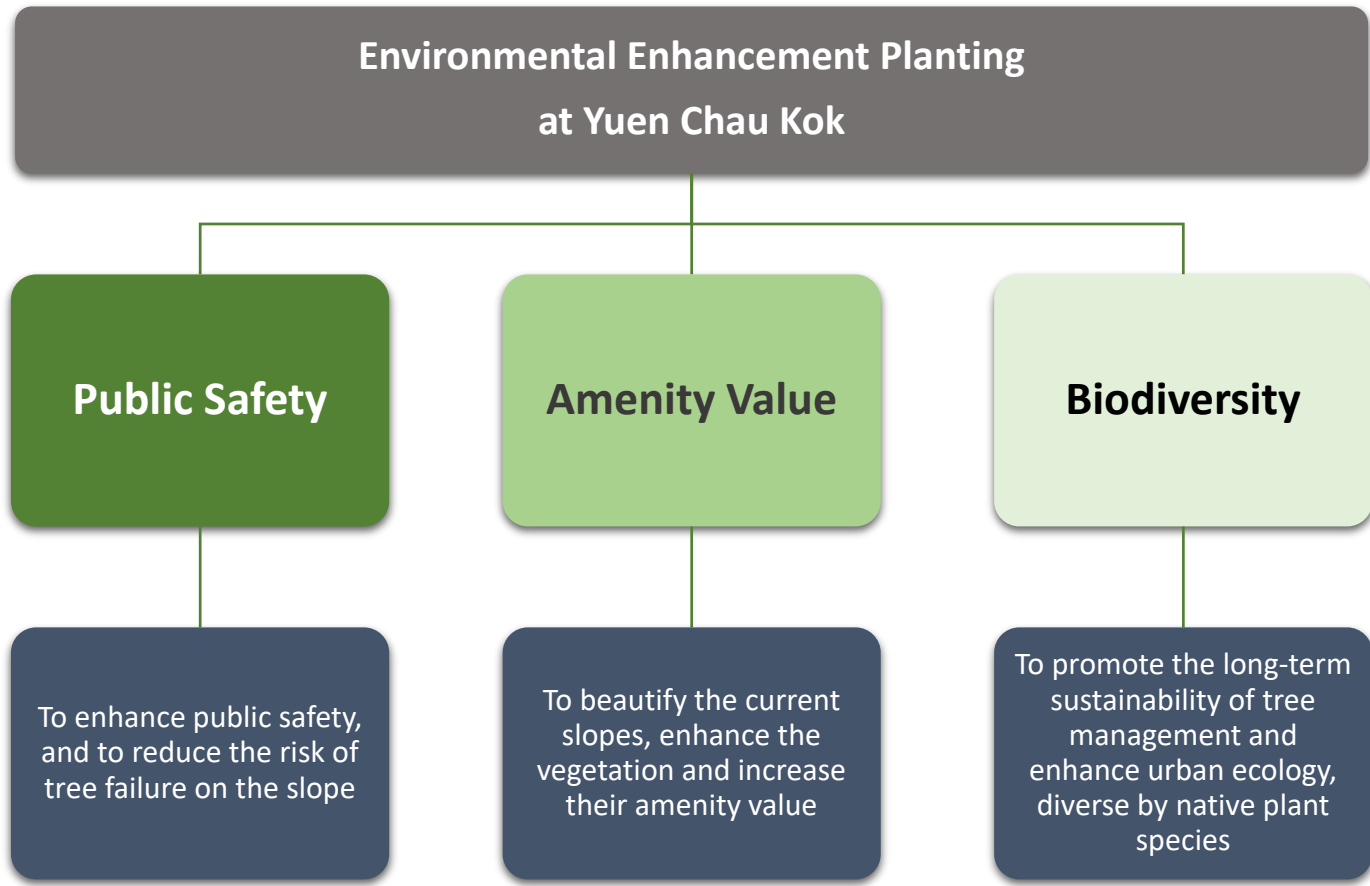 Environmental Enhancement Planting
at Yuen Chau Kok
Public Safety
Amenity Value
Biodiversity
To enhance public safety,
and to reduce the risk of
tree failure on the slope
To beautify the current
slopes, enhance the
vegetation and increase
their amenity value
To promote the long-term
sustainability of tree
management and
enhance urban ecology,
diverse by native plant
species